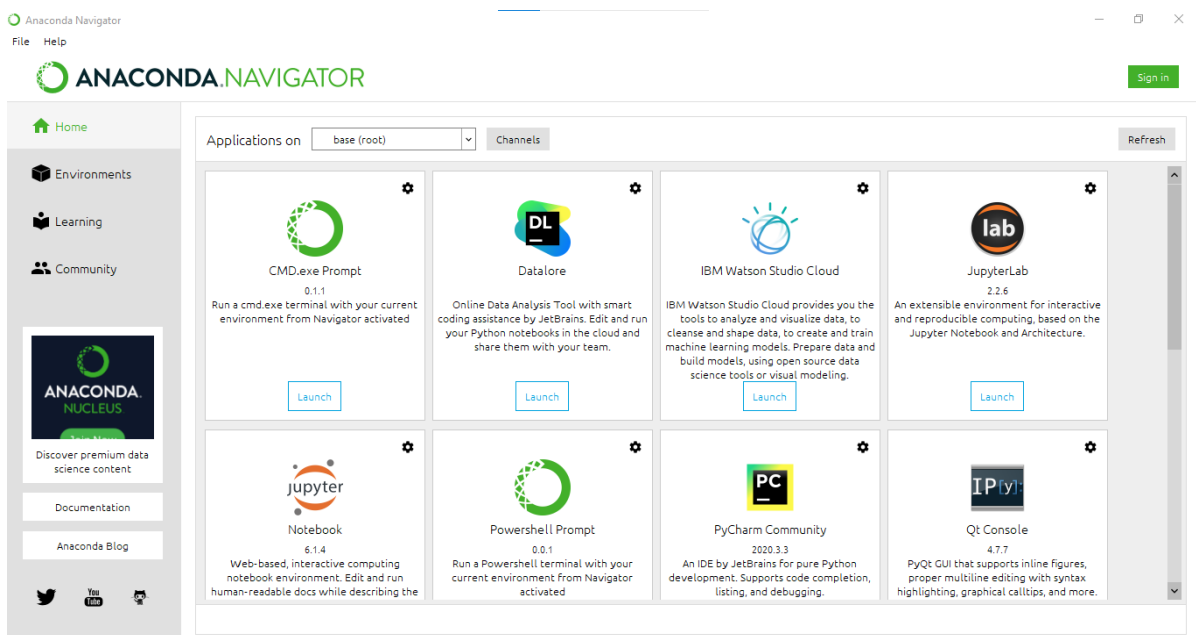 Anaconda Navigator
File Help
ANACONDA.NAVIGATOR
Sign in
Home
Environments
Learning
Community
ANACONDA.
NUCLEUS
Join Now
Discover premium data
science content
Documentation
Anaconda Blog
You
Tube
Applications on base (root) Channels Refresh
CMD.exe Prompt
0.1.1
Run a cmd.exe terminal with your current
environment from Navigator activated
Launch
DL
Datalore
Online Data Analysis Tool with smart
coding assistance by JetBrains. Edit and run
your Python notebooks in the cloud and
share them with your team.
Launch
IBM Watson Studio Cloud
IBM Watson Studio Cloud provides you the
tools to analyze and visualize data, to
cleanse and shape data, to create and train
machine learning models. Prepare data and
build models, using open source data
science tools or visual modeling.
Launch
lab
JupyterLab
2.2.6
An extensible environment for interactive
and reproducible computing, based on the
Jupyter Notebook and Architecture.
Launch
jupyter
Notebook
6.1.4
Web-based, interactive computing
notebook environment. Edit and run
human-readable docs while describing the
Powershell Prompt
0.0.1
Run a Powershell terminal with your
current environment from Navigator
activated
PC
PyCharm Community
2020.3.3
An IDE by JetBrains for pure Python
development. Supports code completion,
listing, and debugging.
IP[y]:
Qt Console
4.7.7
PyQt GUI that supports inline figures,
proper multiline editing with syntax
highlighting, graphical calltips, and more.